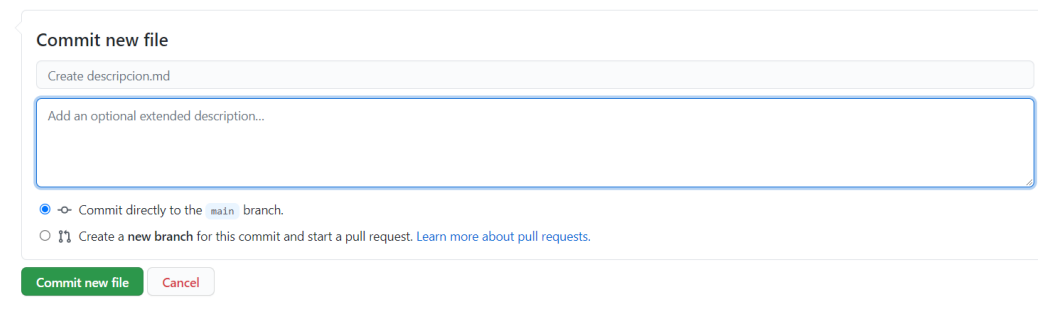 Commit new file
Create descripcion.md
Add an optional extended description...
Commit directly to the main branch.
Create a new branch for this commit and start a pull request. Learn more about pull requests.
Commit new file Cancel